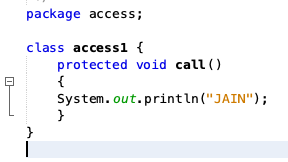 package access;
class access1 {
protected void call()
{
System.out.println("JAIN");
}
}